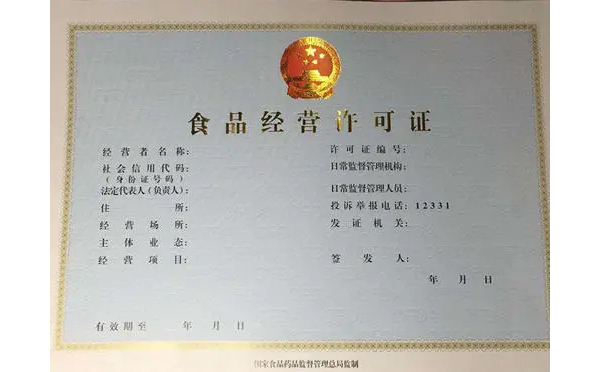 食品经营许可证
经营者名称:
社会信用代码:
(身份证号码)
法定代表人(负责人):
住 所:
经营场所:
主体业态:
经营项目:
许可证编号:
日常监督管理机构:
日常监督管理人员:
投诉举报电话:12331
发证机关:
签发人:
年 月 日
有效期至 年 月 日
国家食品药品监督管理总局监制